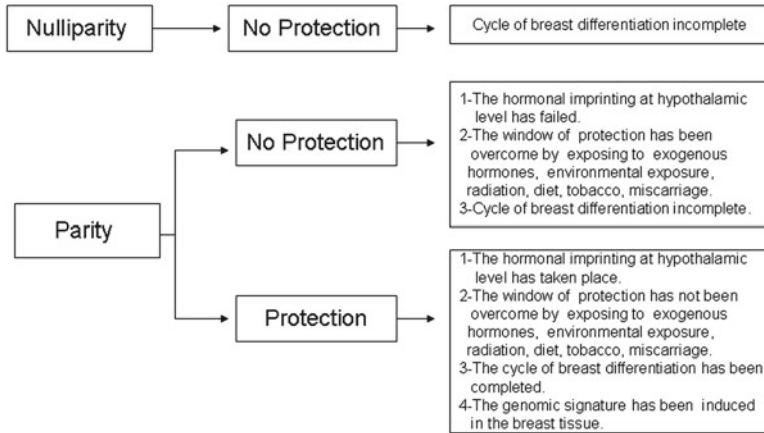 Nulliparity
No Protection
Cycle of breast differentiation incomplete
No Protection
1-The hormonal imprinting at hypothalamic
level has failed.
2-The window of protection has been
overcome by exposing to exogenous
hormones, environmental exposure,
radiation, diet, tobacco, miscarriage.
3-Cycle of breast differentiation incomplete.
Parity
Protection
1-The hormonal imprinting at hypothalamic
level has taken place.
2-The window of protection has not been
overcome by exposing to exogenous
hormones, environmental exposure,
radiation, diet, tobacco, miscarriage.
3-The cycle of breast differentiation has been
completed.
4-The genomic signature has been induced
in the breast tissue.